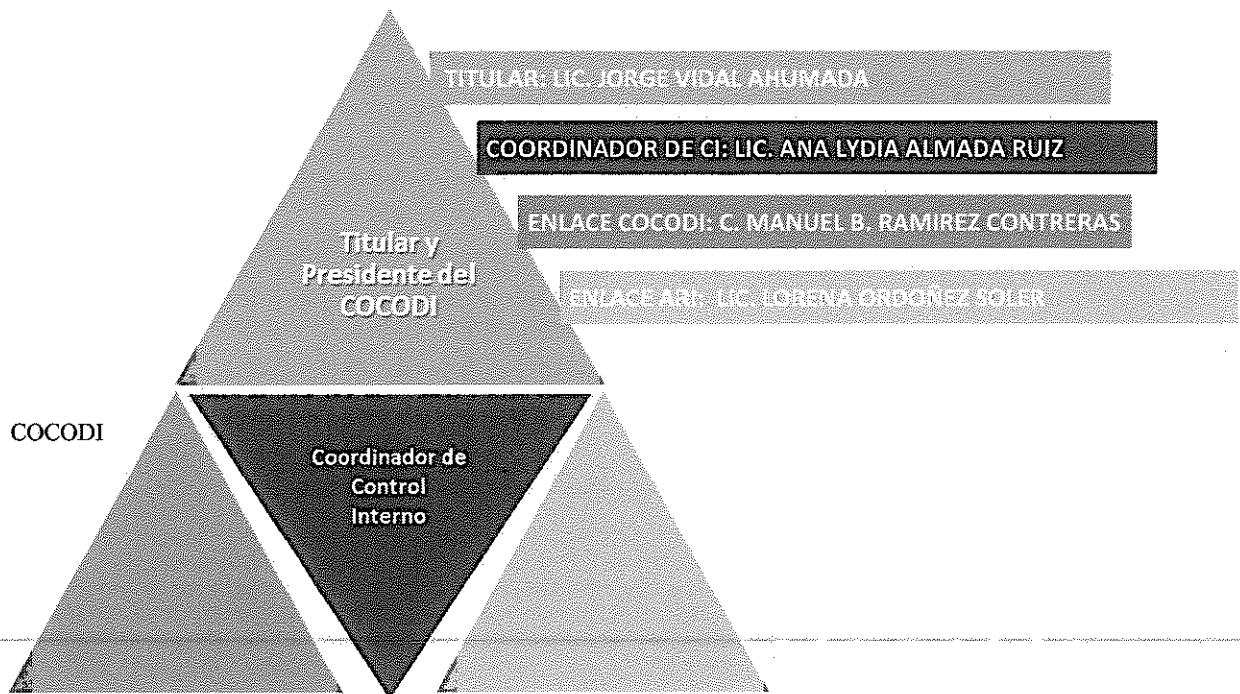 TITULAR: LIC. JORGE VIDAL AHUMADA
COORDINADOR DE CI: LIC. ANA LYDIA ALMADA RUIZ
ENLACE COCODI: C. MANUEL B. RAMIREZ CONTRERAS
ENLACE ARI: LIC. LORENA ORDOÑEZ SOLER
Titular y
Presidente del
COCODI
COCODI
Coordinador de
Control
Interno